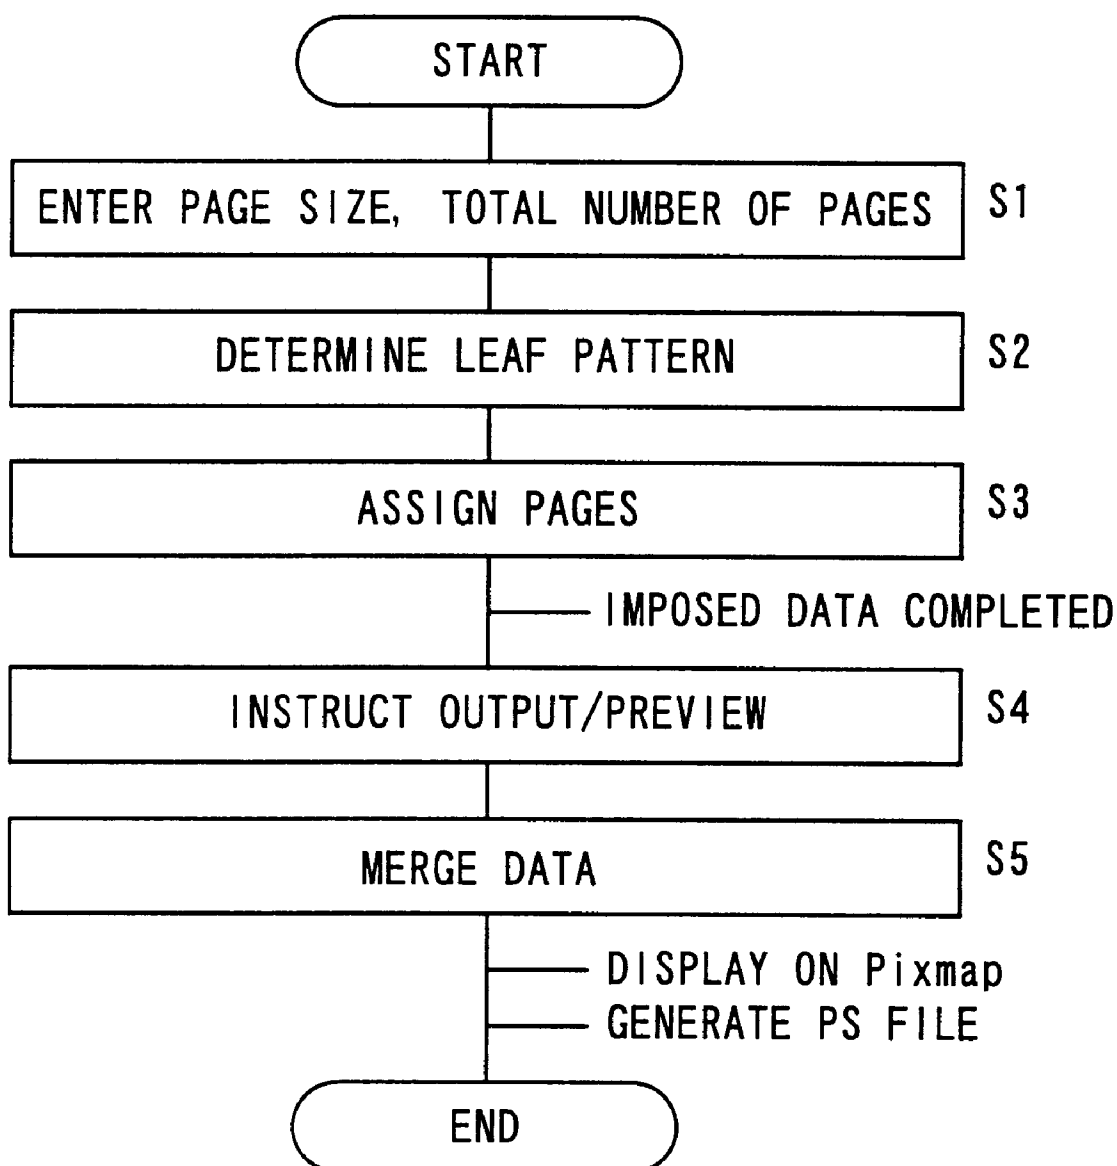 START
ENTER PAGE SIZE, TOTAL NUMBER OF PAGES S1
DETERMINE LEAF PATTERN S2
ASSIGN PAGES S3
IMPOSED DATA COMPLETED
INSTRUCT OUTPUT/PREVIEW S4
MERGE DATA S5
DISPLAY ON Pixmap
GENERATE PS FILE
END